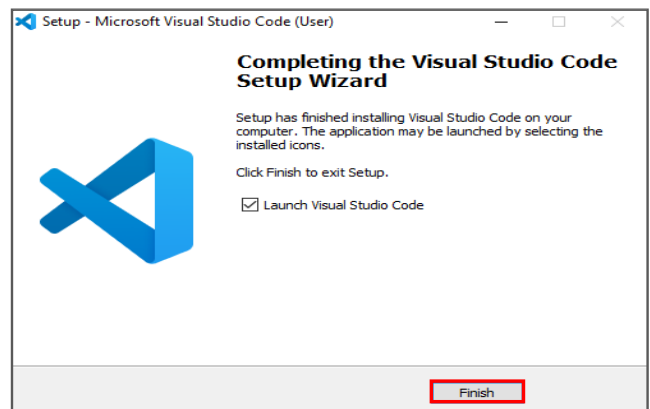 Setup - Microsoft Visual Studio Code (User)
Completing the Visual Studio Code
Setup Wizard
Setup has finished installing Visual Studio Code on your
computer. The application may be launched by selecting the
installed icons.
Click Finish to exit Setup.
Launch Visual Studio Code
Finish